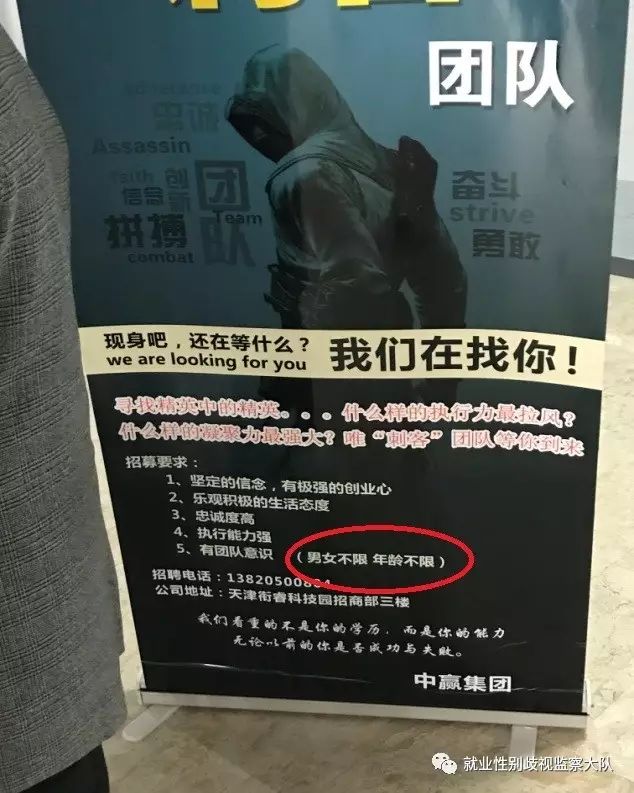 团队
adherence
忠诚
Assassin
faith 创
信念 新
团队
Team
拼搏
combat
奋斗
strive
勇敢
现身吧，还在等什么？
we are looking for you
我们在找你！
寻找精英中的精英。。。什么样的执行力最拉风？
什么样的凝聚力最强大？唯“刺客”团队等你到来
招募要求：
1、坚定的信念，有极强的创业心
2、乐观积极的生活态度
3、忠诚度高
4、执行能力强
5、有团队意识 （男女不限 年龄不限）
招聘电话：13820500804
公司地址：天津衔睿科技园招商部三楼
我们看重的不是你的学历，而是你的能力
无论以前的你是否成功与失败。
中赢集团
就业性别歧视监察大队